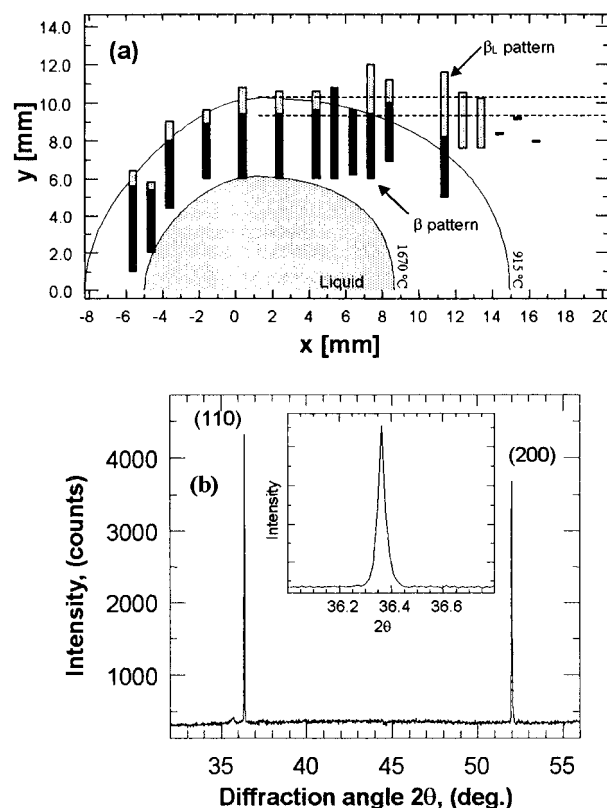 (a)
y [mm]
14.0
12.0
10.0
8.0
6.0
4.0
2.0
0.0
β_L pattern
β pattern
Liquid
1670 °C
915 °C
-8 -6 -4 -2 0 2 4 6 8 10 12 14 16 18 20
x [mm]
(110)
(b)
(200)
Intensity, (counts)
4000
3000
2000
1000
Intensity
36.2 36.4 36.6
2θ
35 40 45 50 55
Diffraction angle 2θ, (deg.)